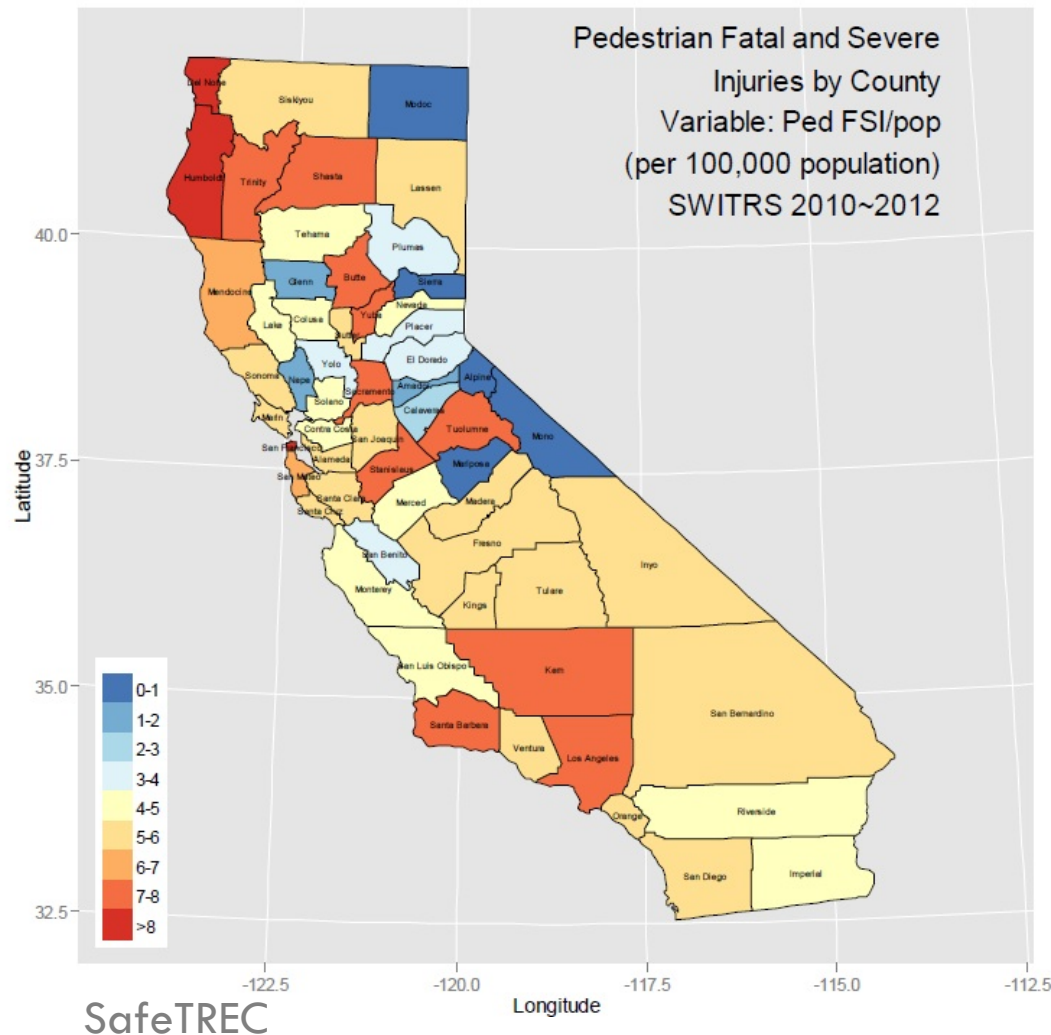 Pedestrian Fatal and Severe
Injuries by County
Variable: Ped FSI/pop
(per 100,000 population)
SWITRS 2010~2012
Del Norte
Siskiyou
Modoc
Humboldt
Trinity
Shasta
Lassen
40.0
Tehama
Plumas
Mendocino
Glenn
Butte
Sierra
Lake
Colusa
Yuba
Nevada
Sutter
Placer
Sonoma
Yolo
El Dorado
Napa
Sacramento
Amador
Alpine
Solano
Calaveras
Marin
Contra Costa
San Joaquin
Tuolumne
Mono
San Francisco
Alameda
37.5
Stanislaus
Mariposa
San Mateo
Santa Clara
Merced
Madera
Santa Cruz
Latitude
Fresno
San Benito
Inyo
Monterey
Kings
Tulare
San Luis Obispo
Kern
35.0
0-1
1-2
2-3
3-4
4-5
5-6
6-7
7-8
>8
San Bernardino
Santa Barbara
Ventura
Los Angeles
Orange
Riverside
San Diego
Imperial
32.5
-122.5
-120.0
-117.5
-115.0
-112.5
Longitude
SafeTREC